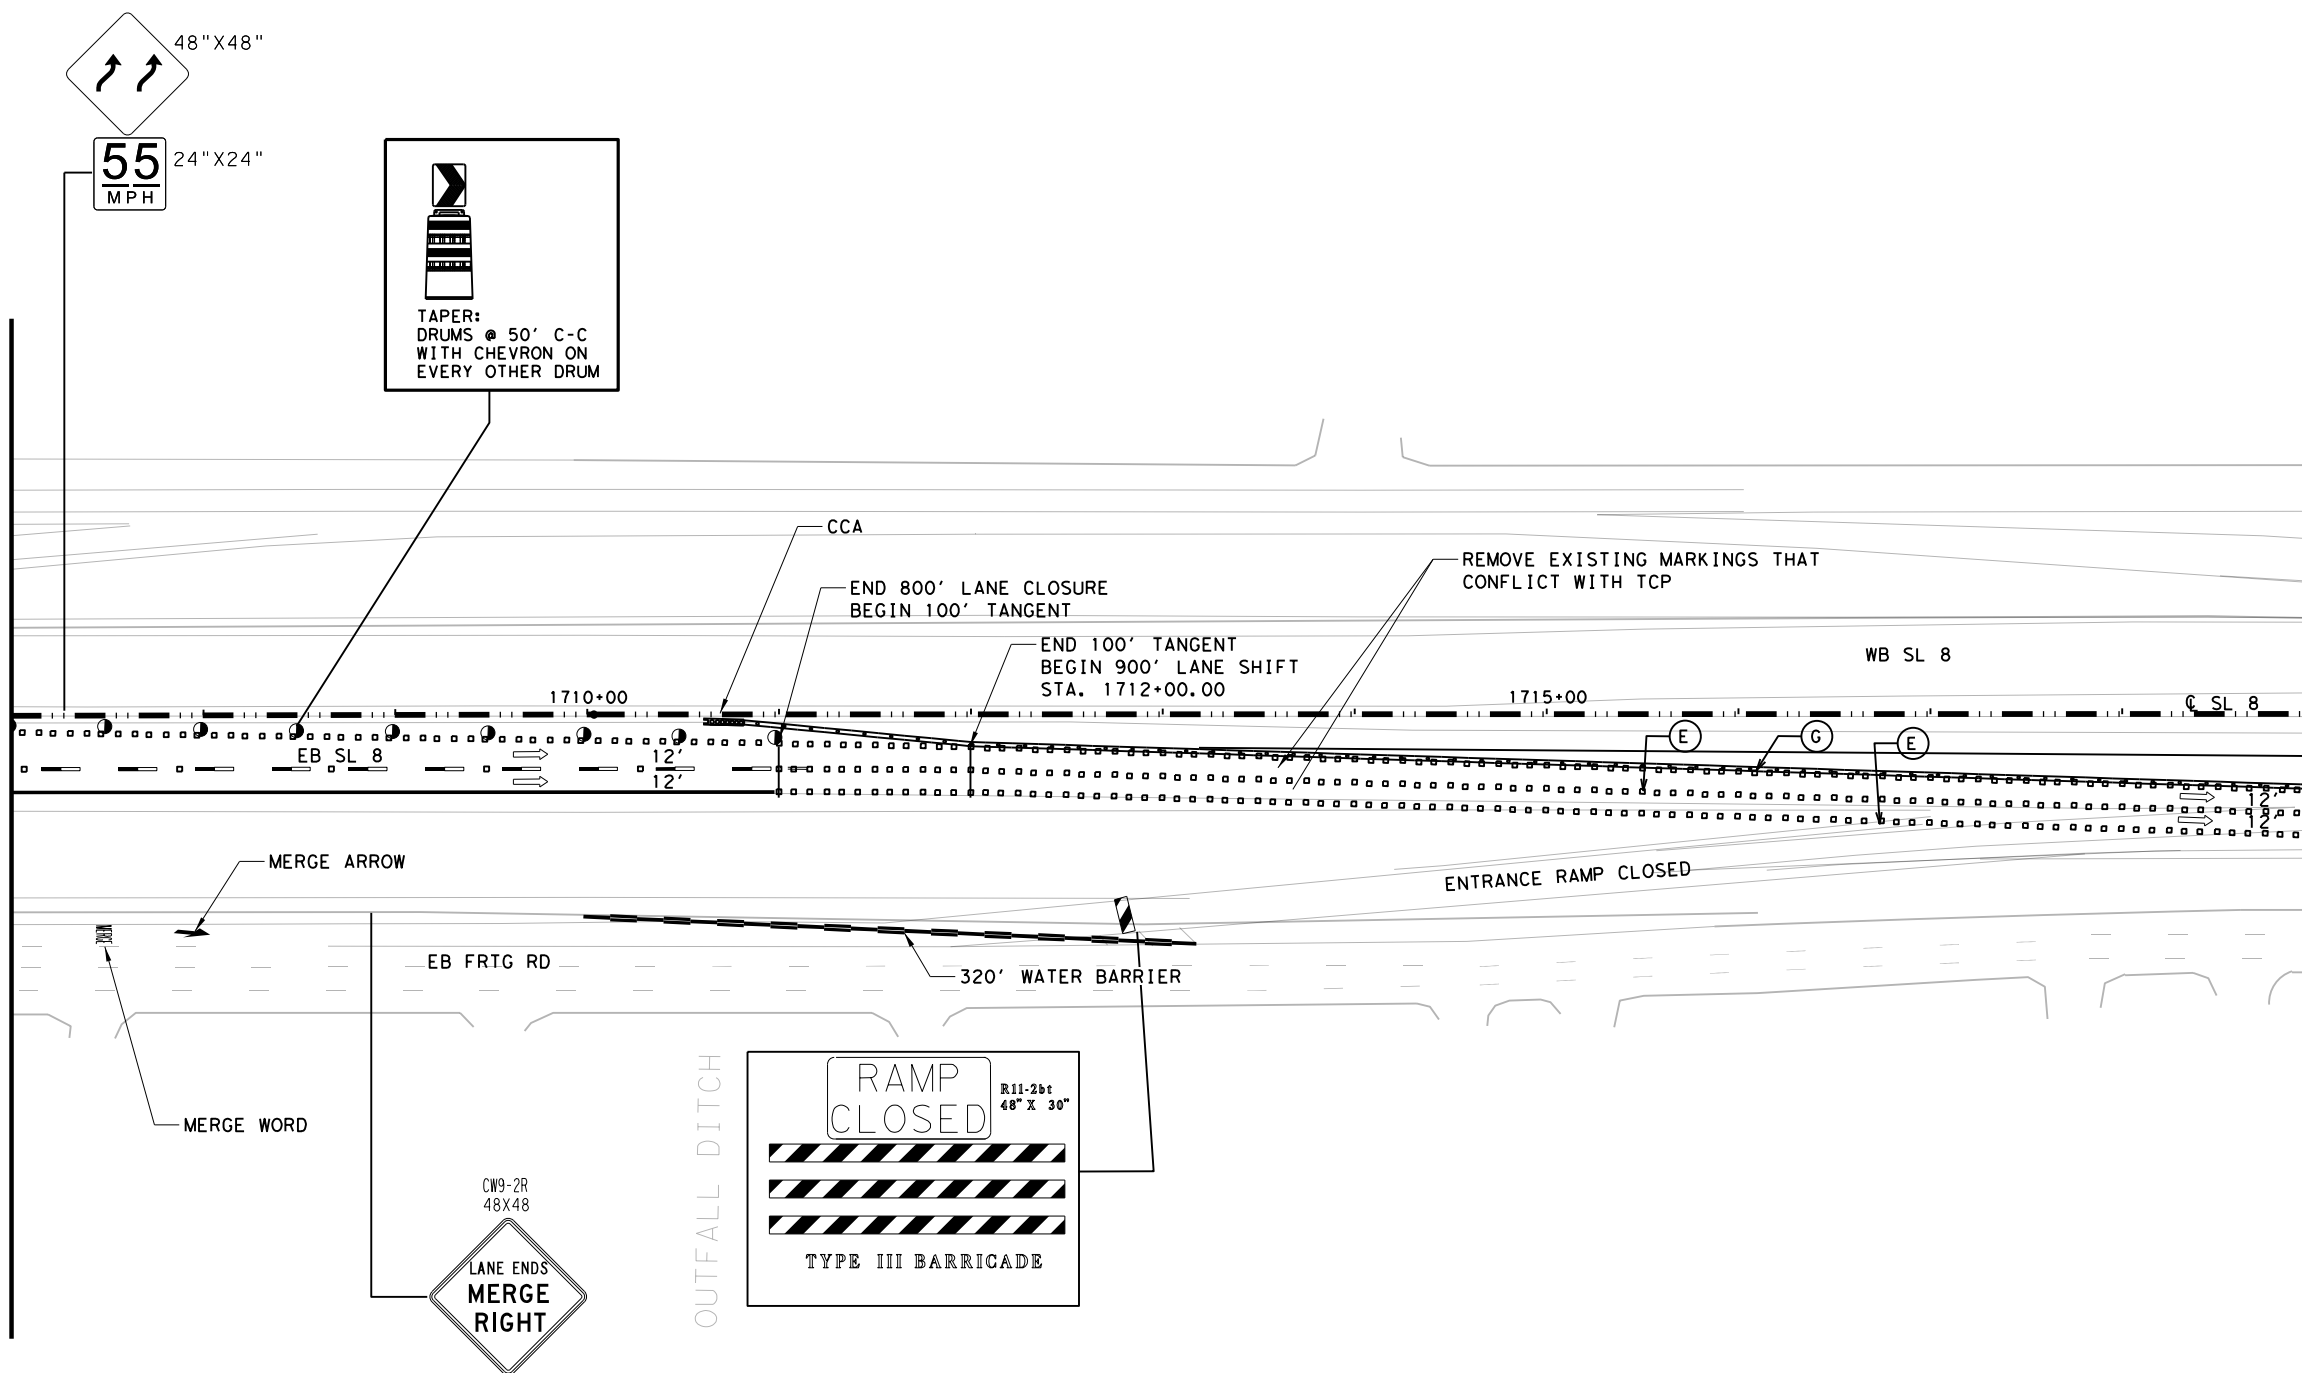 48"X48"
55
MPH
24"X24"
TAPER:
DRUMS @ 50' C-C
WITH CHEVRON ON
EVERY OTHER DRUM
CCA
END 800' LANE CLOSURE
BEGIN 100' TANGENT
REMOVE EXISTING MARKINGS THAT
CONFLICT WITH TCP
END 100' TANGENT
BEGIN 900' LANE SHIFT
STA. 1712+00.00
WB SL 8
1710+00
1715+00
℄ SL 8
E
G
E
EB SL 8
12'
12'
12'
12'
MERGE ARROW
ENTRANCE RAMP CLOSED
MERGE
EB FRTG RD
320' WATER BARRIER
MERGE WORD
OUTFALL DITCH
RAMP
CLOSED
R11-2bt
48" X 30"
TYPE III BARRICADE
CW9-2R
48X48
LANE ENDS
MERGE
RIGHT